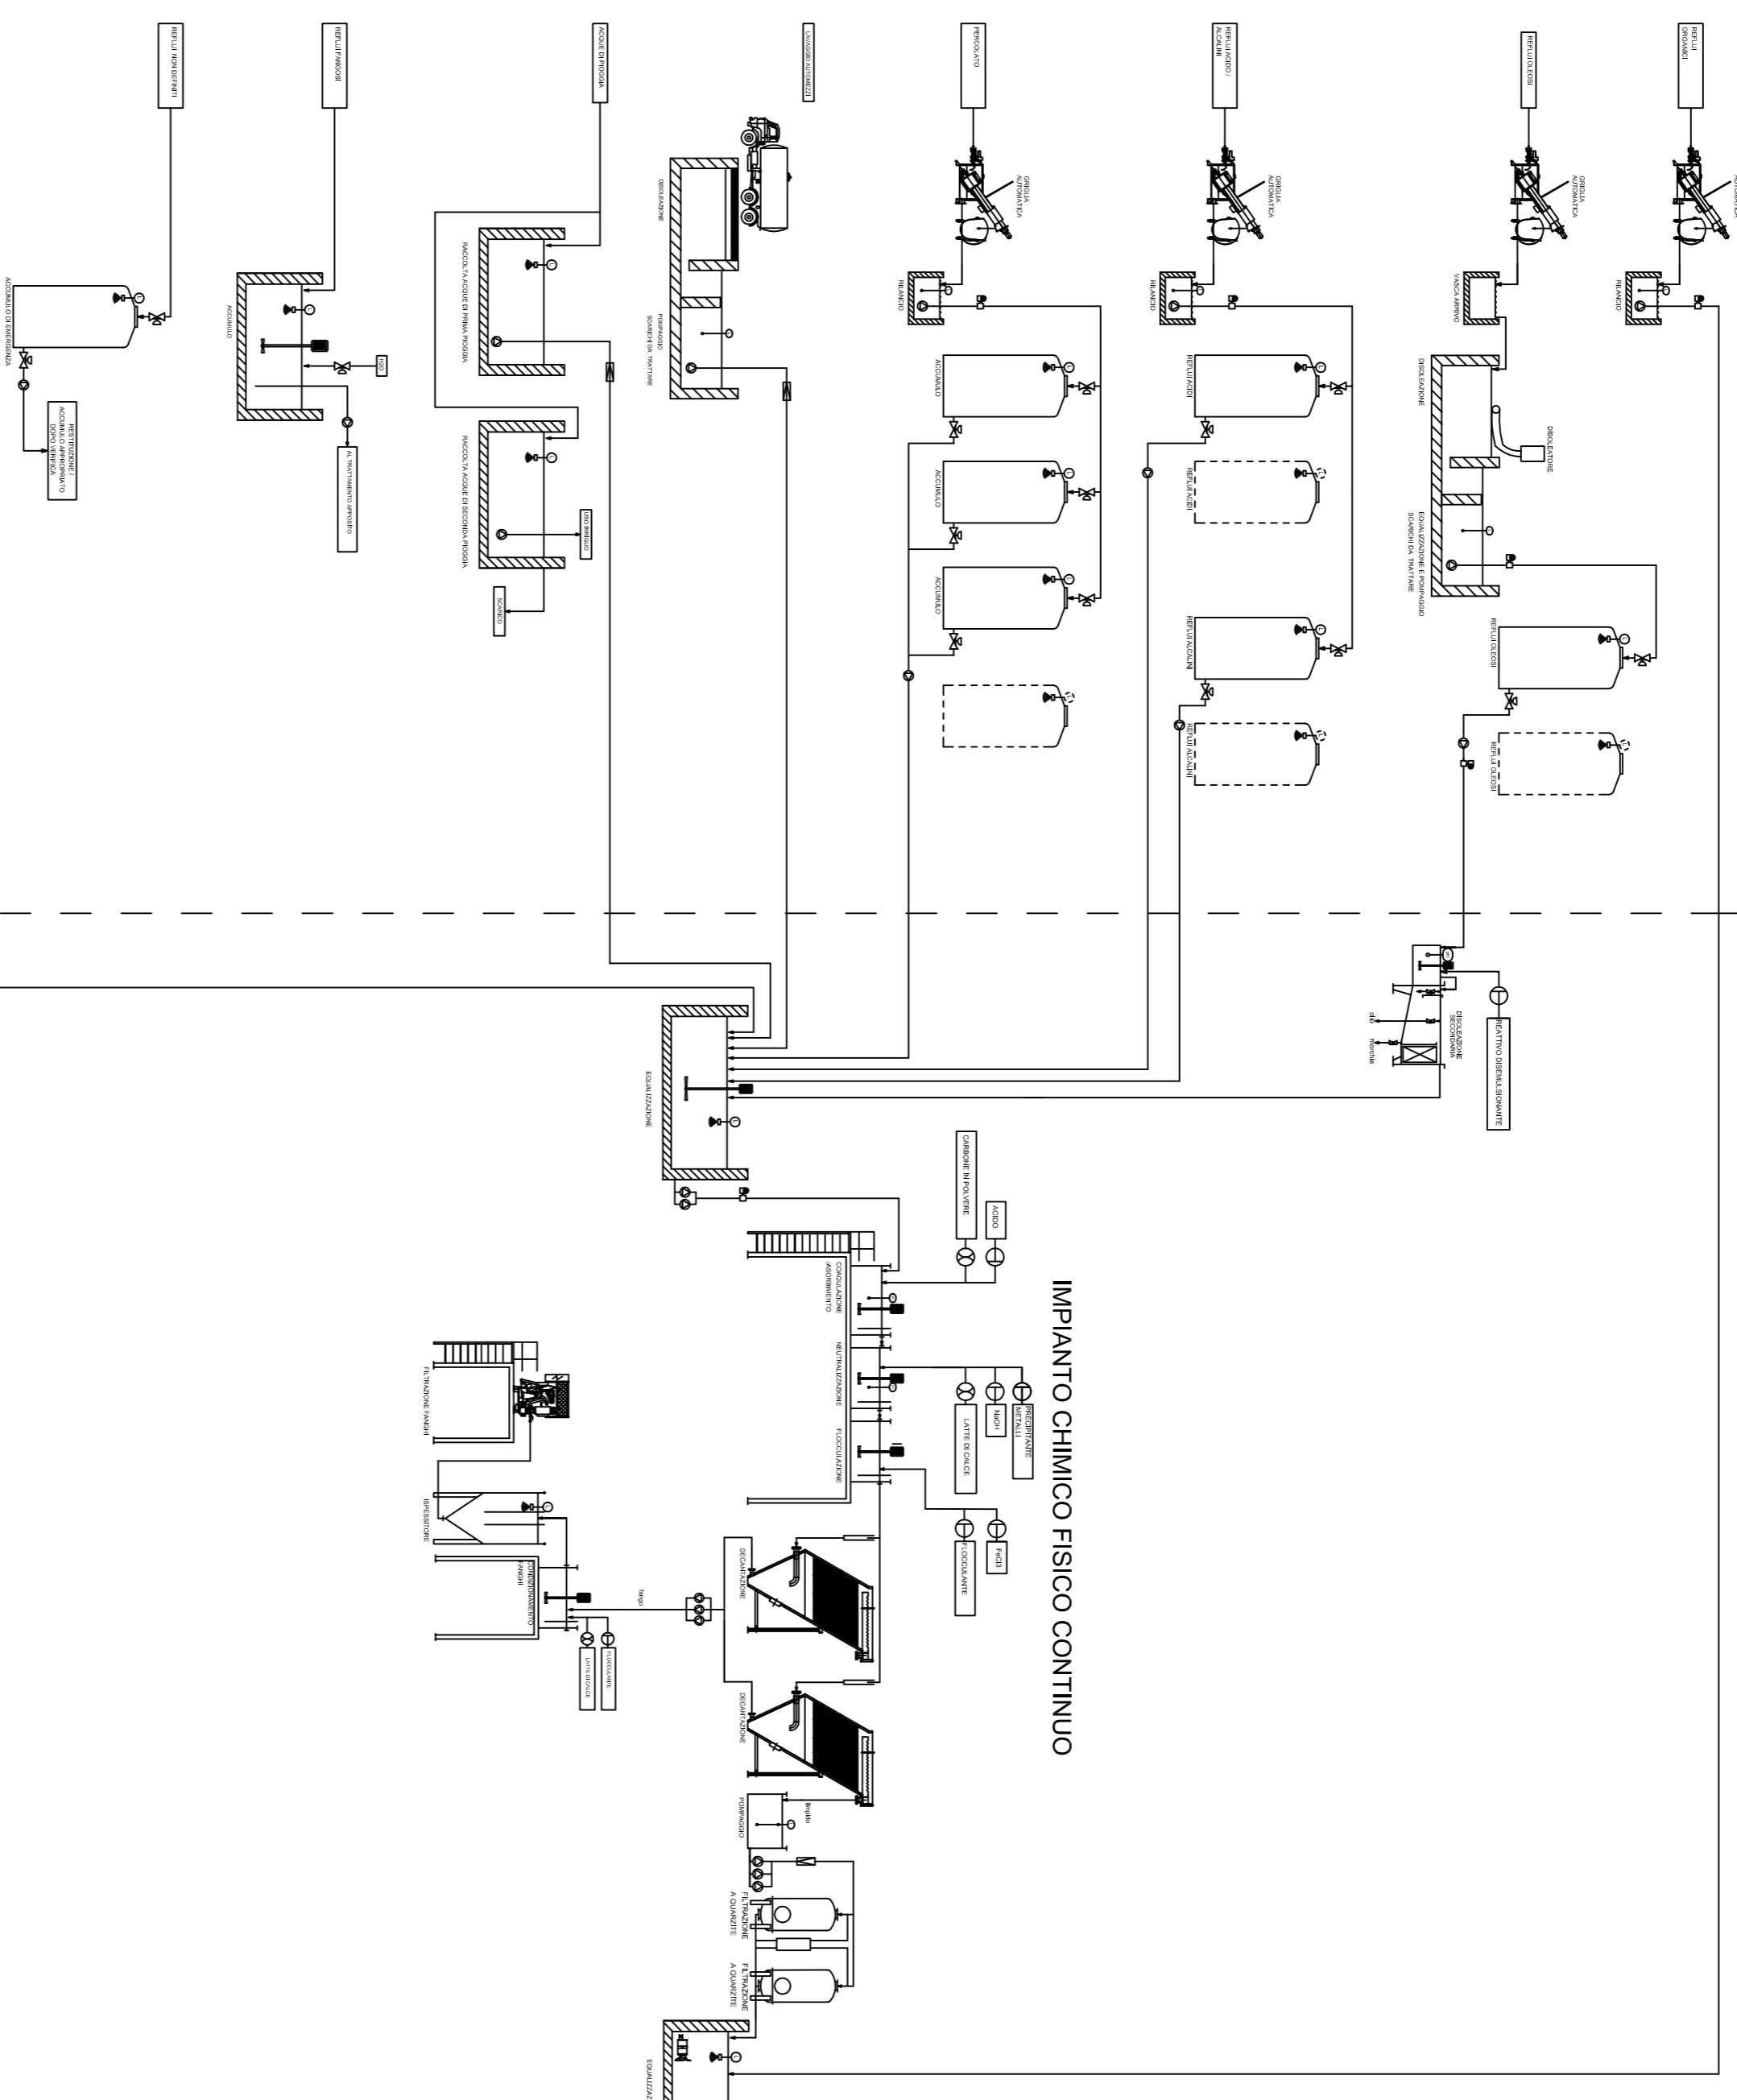 REFLUI
ORGANICI
REFLUI OLEOSI
REFLUI ACIDO /
ALCALINI
PERCOLATO
LAVAGGIO AUTOMEZZI
ACQUE DI PIOGGIA
REFLUI FANGOSI
REFLUI NON DEFINITI
GRIGLIA
AUTOMATICA
GRIGLIA
AUTOMATICA
GRIGLIA
AUTOMATICA
RILANCIO
VASCA ARRIVO
RILANCIO
RILANCIO
DISOLEAZIONE
RACCOLTA ACQUE DI PRIMA PIOGGIA
ACCUMULO
ACCUMULO DI EMERGENZA
DISOLEAZIONE
DISOLEATORE
EQUALIZZAZIONE E POMPAGGIO
SCARICHI DA TRATTARE
REFLUI OLEOSI
REFLUI OLEOSI
REFLUI ACIDI
REFLUI ACIDI
REFLUI ALCALINI
REFLUI ALCALINI
ACCUMULO
ACCUMULO
ACCUMULO
POMPAGGIO
SCARICHI DA TRATTARE
RACCOLTA ACQUE DI SECONDA PIOGGIA
USO IRRIGUO
SCARICO
H2O
AL TRATTAMENTO APPOSITO
RESTITUZIONE /
ACCUMULO APPROPRIATO
DOPO VERIFICA
REATTIVO DISEMULSIONANTE
DISOLEAZIONE
SECONDARIA
olio
morchie
EQUALIZZAZIONE
IMPIANTO CHIMICO FISICO CONTINUO
CARBONE IN POLVERE
ACIDO
COAGULAZIONE
/ASORBIMENTO
NEUTRALIZZAZIONE
FLOCCULAZIONE
PRECIPITANTE
METALLI
NaOH
LATTE DI CALCE
FeCl3
FLOCCULANTE
DECANTAZIONE
DECANTAZIONE
fango
FILTRAZIONE FANGHI
ISPESSITORE
CONDIZIONAMENTO
FANGHI
FLOCCULANTE
LATTE DI CALCE
limpido
POMPAGGIO
FILTRAZIONE
A QUARZITE
FILTRAZIONE
A QUARZITE